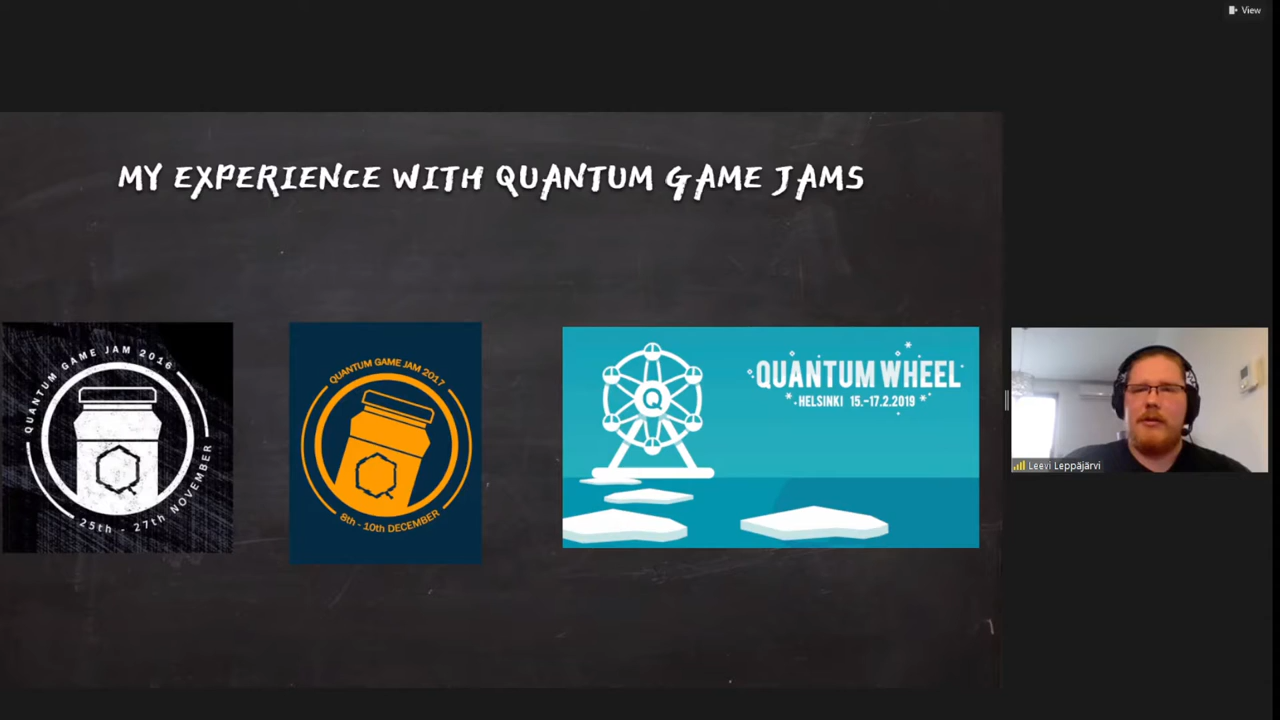 View
MY EXPERIENCE WITH QUANTUM GAME JAMS
QUANTUM GAME JAM 2016
25th - 27th NOVEMBER
QUANTUM GAME JAM 2017
8th - 10th DECEMBER
Q
QUANTUM WHEEL
HELSINKI 15.-17.2.2019
Leevi Leppäjärvi